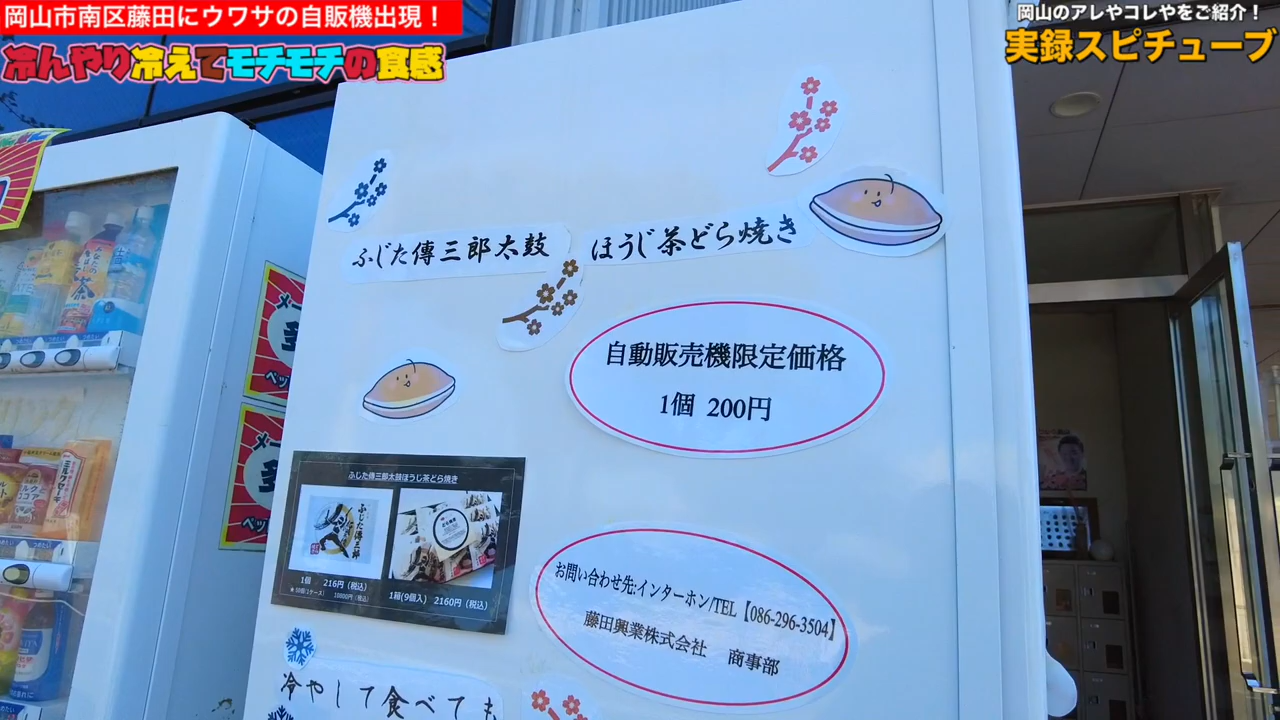 岡山市南区藤田にウワサの自販機出現！
冷んやり冷えてモチモチの食感
岡山のアレやコレやをご紹介！
実録スピチューブ
ふじた傳三郎太鼓 ほうじ茶どら焼き
自動販売機限定価格
1個 200円
ふじた傳三郎太鼓ほうじ茶どら焼き
ふじた傳三郎
1個 216円（税込）
1箱(9個入) 2160円（税込）
お問い合わせ先:インターホン/TEL【086-296-3504】
藤田興業株式会社 商事部
冷やして食べても